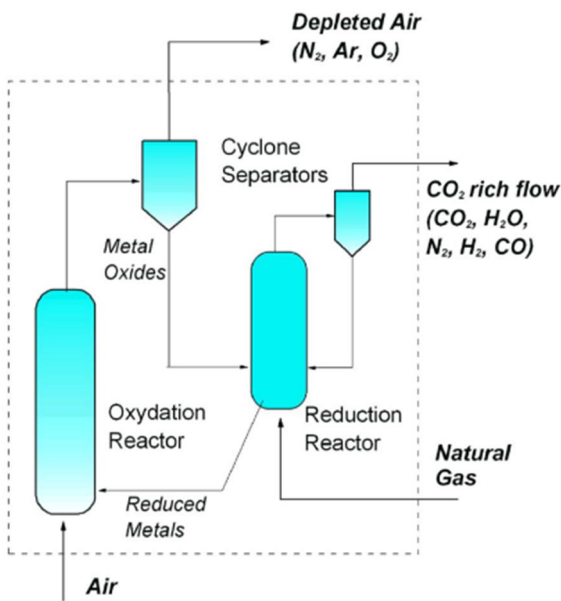 Depleted Air
(N₂, Ar, O₂)
Cyclone
Separators
CO₂ rich flow
(CO₂, H₂O,
N₂, H₂, CO)
Metal
Oxides
Oxydation
Reactor
Reduction
Reactor
Natural
Gas
Reduced
Metals
Air